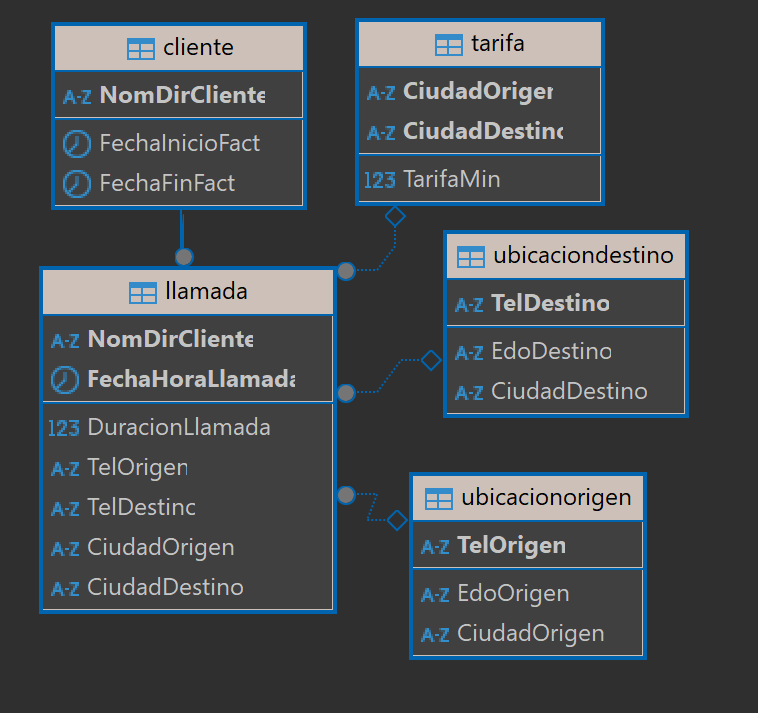 cliente
A-Z NomDirCliente
FechaInicioFact
FechaFinFact
tarifa
A-Z CiudadOrigen
A-Z CiudadDestino
123 TarifaMin
ubicaciondestino
A-Z TelDestino
A-Z EdoDestino
A-Z CiudadDestino
llamada
A-Z NomDirCliente
FechaHoraLlamada
123 DuracionLlamada
A-Z TelOrigen
A-Z TelDestino
A-Z CiudadOrigen
A-Z CiudadDestino
ubicacionorigen
A-Z TelOrigen
A-Z EdoOrigen
A-Z CiudadOrigen